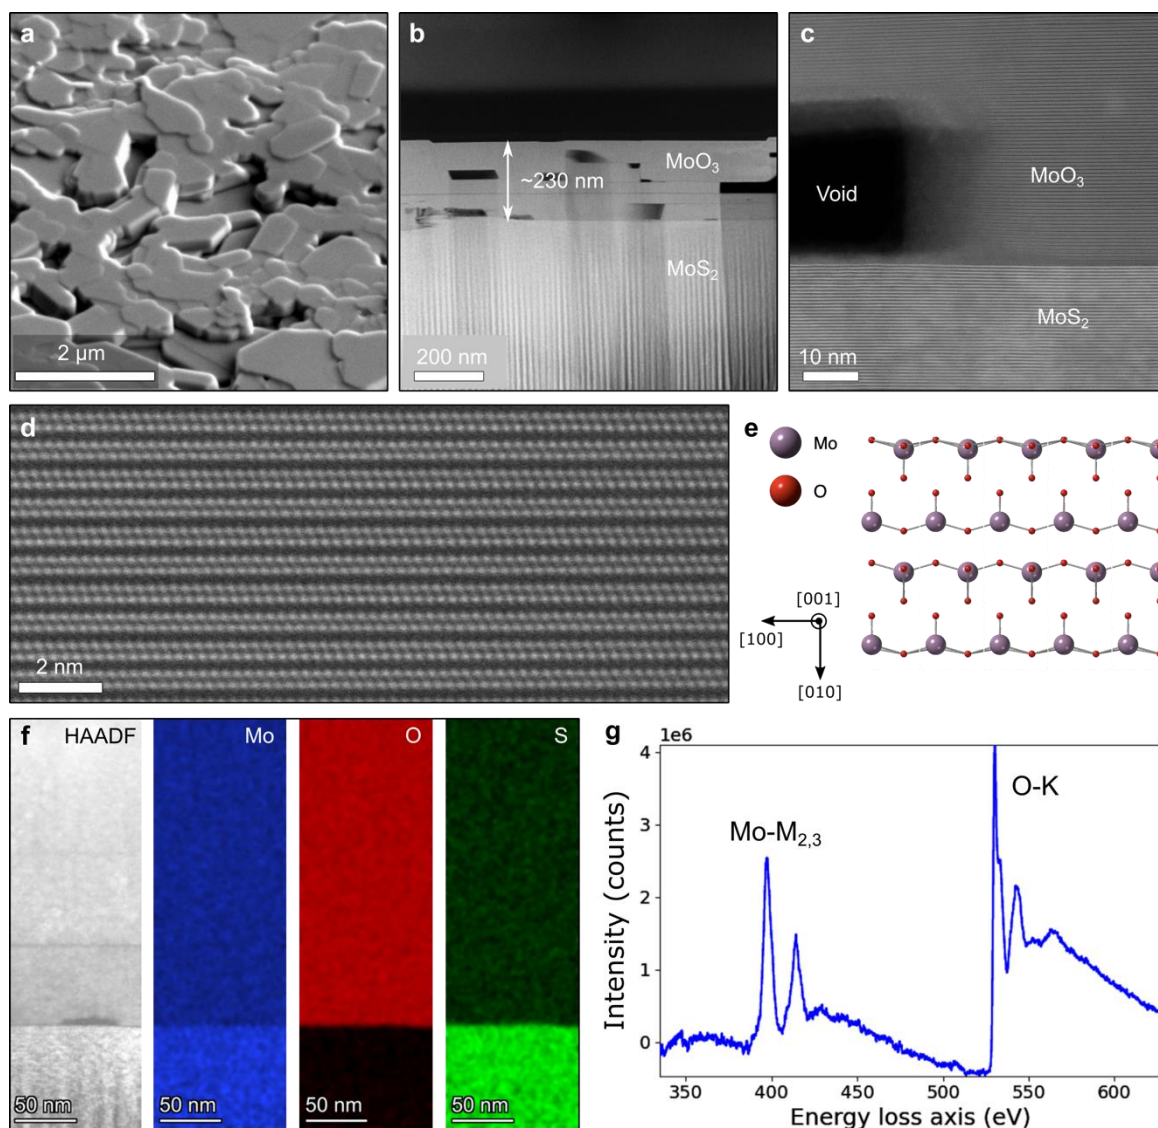 a
2 µm
b
MoO3
~230 nm
MoS2
200 nm
c
Void
MoO3
MoS2
10 nm
d
2 nm
e
Mo
O
[001]
[100]
[010]
f
HAADF
Mo
O
S
50 nm
50 nm
50 nm
50 nm
g
1e6
Mo-M2,3
O-K
Intensity (counts)
4
3
2
1
0
350
400
450
500
550
600
Energy loss axis (eV)